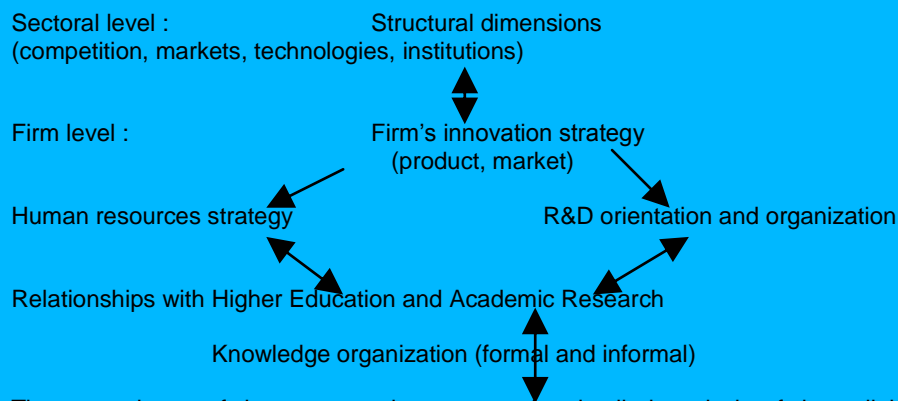 Sectoral level : Structural dimensions
(competition, markets, technologies, institutions)
Firm level : Firm's innovation strategy
(product, market)
Human resources strategy R&D orientation and organization
Relationships with Higher Education and Academic Research
Knowledge organization (formal and informal)